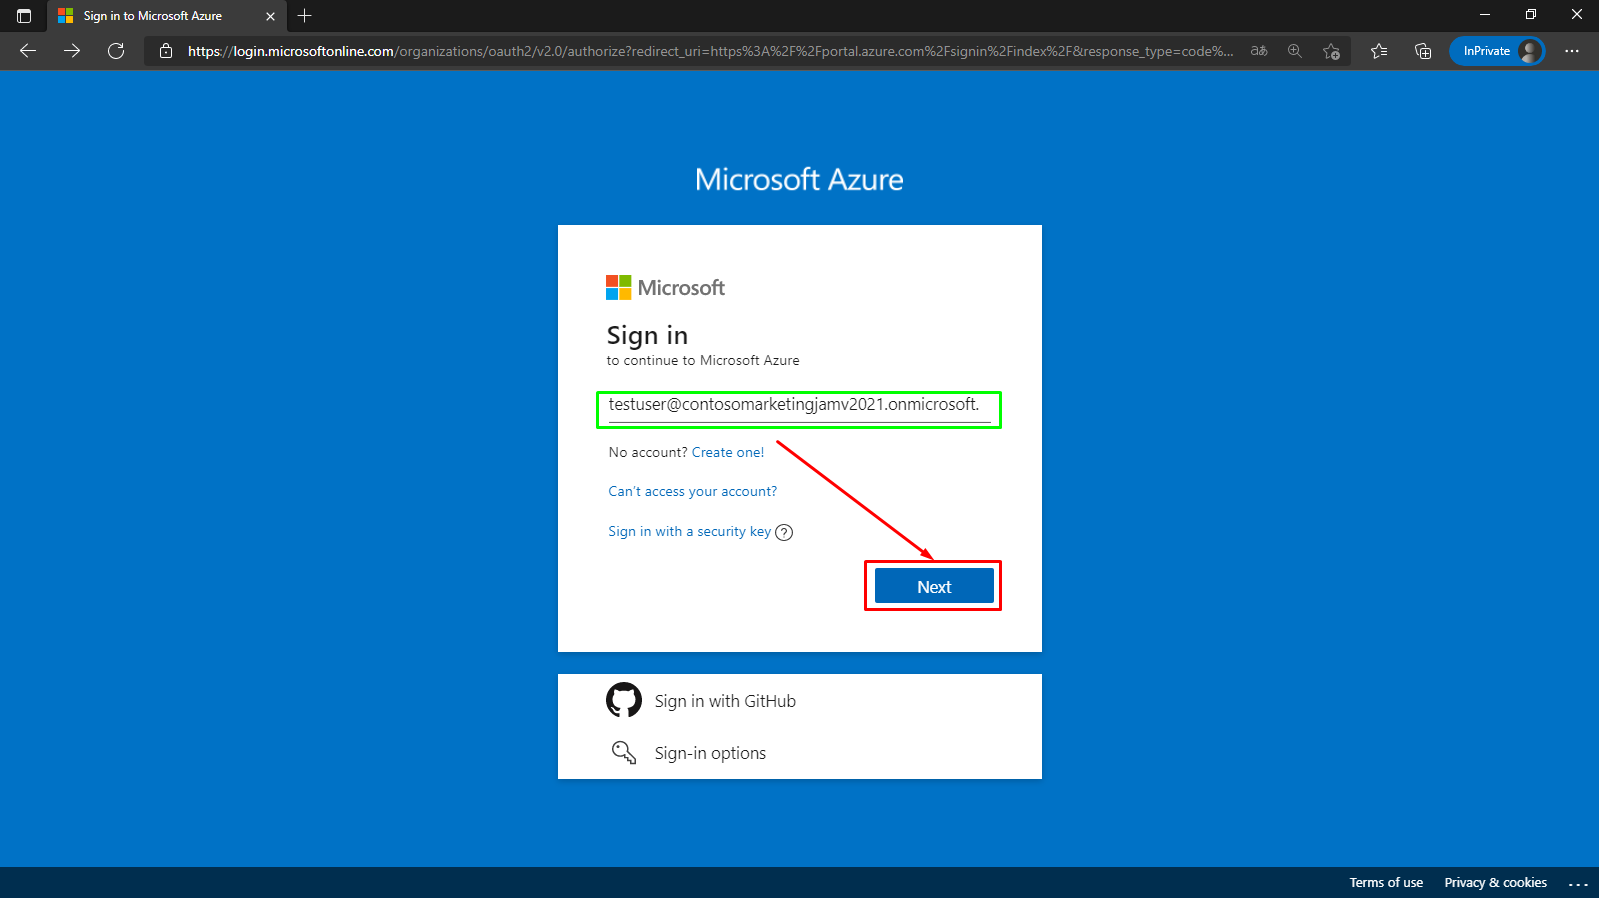 Sign in to Microsoft Azure
https://login.microsoftonline.com/organizations/oauth2/v2.0/authorize?redirect_uri=https%3A%2F%2Fportal.azure.com%2Fsignin%2Findex%2F&response_type=code%...
aあ
InPrivate
Microsoft Azure
Microsoft
Sign in
to continue to Microsoft Azure
testuser@contosomarketingjamv2021.onmicrosoft.
No account? Create one!
Can't access your account?
Sign in with a security key ?
Next
Sign in with GitHub
Sign-in options
Terms of use Privacy & cookies ...